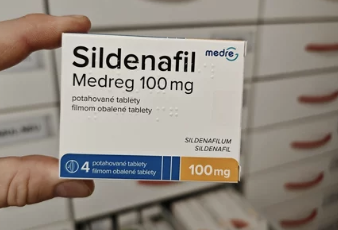 Sildenafil
medreg
Medreg 100 mg
potahované tablety
filmom obalené tablety
SILDENAFILUM
SILDENAFIL
4 potahované tablety
filmom obalené tablety
100 mg